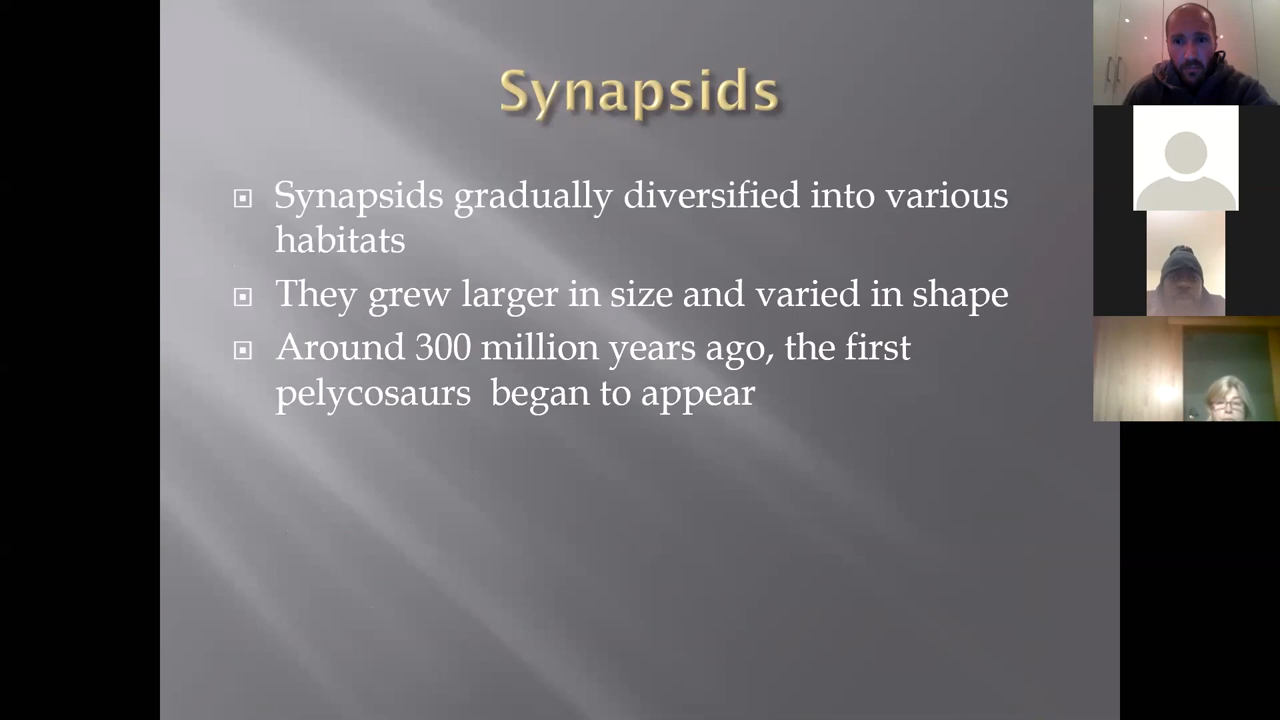 Synapsids
Synapsids gradually diversified into various
habitats
They grew larger in size and varied in shape
Around 300 million years ago, the first
pelycosaurs  began to appear